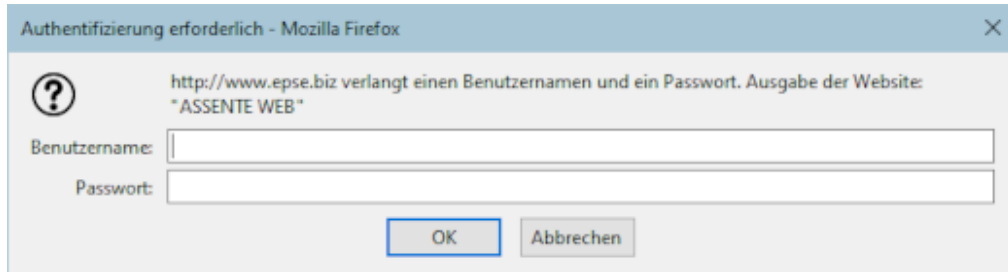 Authentifizierung erforderlich - Mozilla Firefox
http://www.epse.biz verlangt einen Benutzernamen und ein Passwort. Ausgabe der Website:
"ASSENTE WEB"
Benutzername:
Passwort:
OK Abbrechen